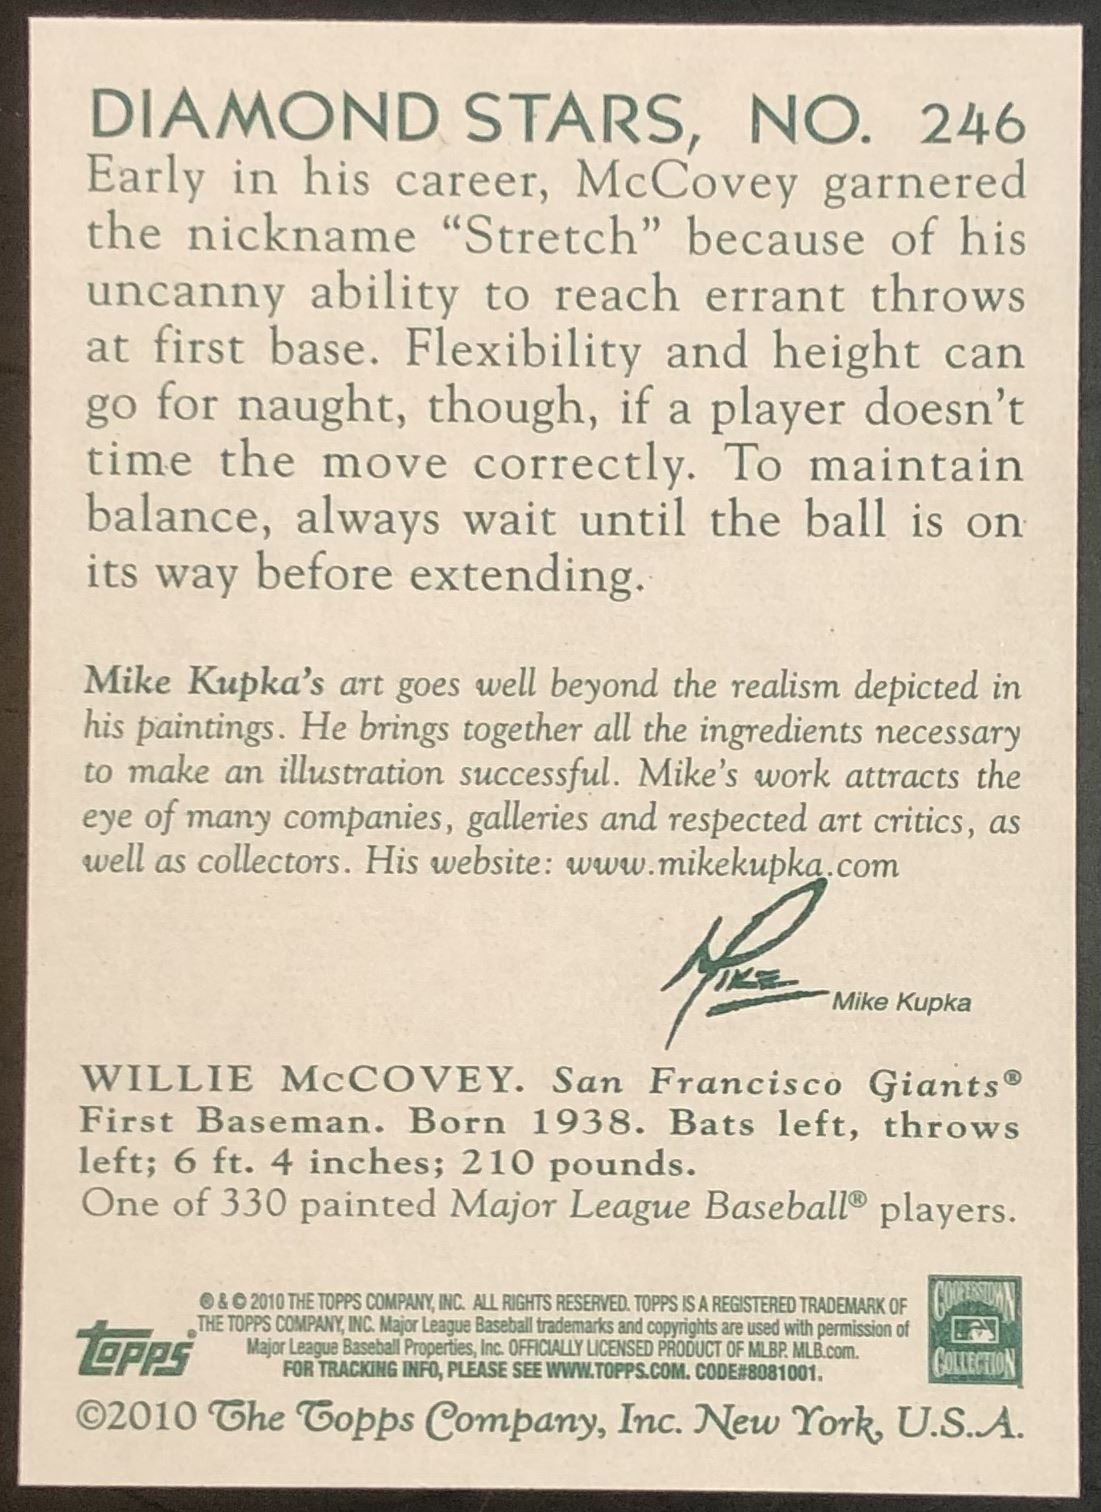 DIAMOND STARS, NO. 246
Early in his career, McCovey garnered
the nickname “Stretch” because of his
uncanny ability to reach errant throws
at first base. Flexibility and height can
go for naught, though, if a player doesn't
time the move correctly. To maintain
balance, always wait until the ball is on
its way before extending.
Mike Kupka's art goes well beyond the realism depicted in
his paintings. He brings together all the ingredients necessary
to make an illustration successful. Mike's work attracts the
eye of many companies, galleries and respected art critics, as
well as collectors. His website: www.mikekupka.com
MIKE
Mike Kupka
WILLIE McCOVEY. San Francisco Giants®
First Baseman. Born 1938. Bats left, throws
left; 6 ft. 4 inches; 210 pounds.
One of 330 painted Major League Baseball® players.
® & © 2010 THE TOPPS COMPANY, INC. ALL RIGHTS RESERVED. TOPPS IS A REGISTERED TRADEMARK OF
THE TOPPS COMPANY, INC. Major League Baseball trademarks and copyrights are used with permission of
Major League Baseball Properties, Inc. OFFICIALLY LICENSED PRODUCT OF MLBP. MLB.com.
FOR TRACKING INFO, PLEASE SEE WWW.TOPPS.COM. CODE#8081001.
Topps®
COOPERSTOWN
COLLECTION
©2010 The Topps Company, Inc. New York, U.S.A.